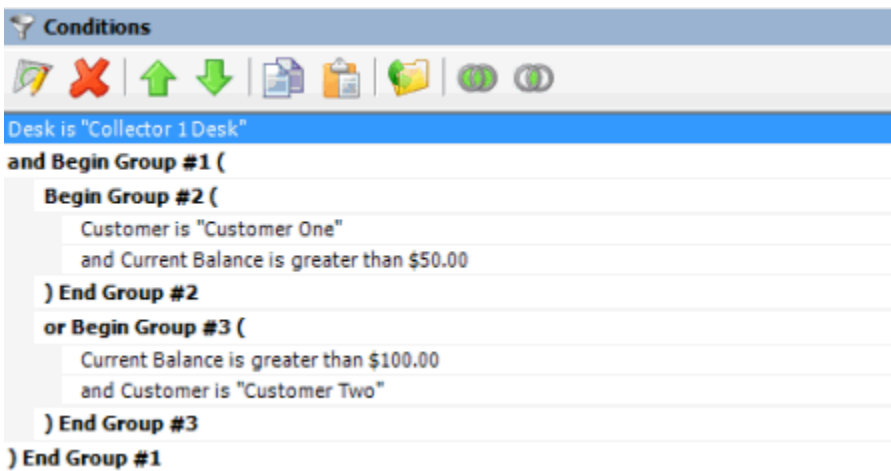 Conditions
Desk is "Collector 1 Desk"
and Begin Group #1 (
Begin Group #2 (
Customer is "Customer One"
and Current Balance is greater than $50.00
) End Group #2
or Begin Group #3 (
Current Balance is greater than $100.00
and Customer is "Customer Two"
) End Group #3
) End Group #1